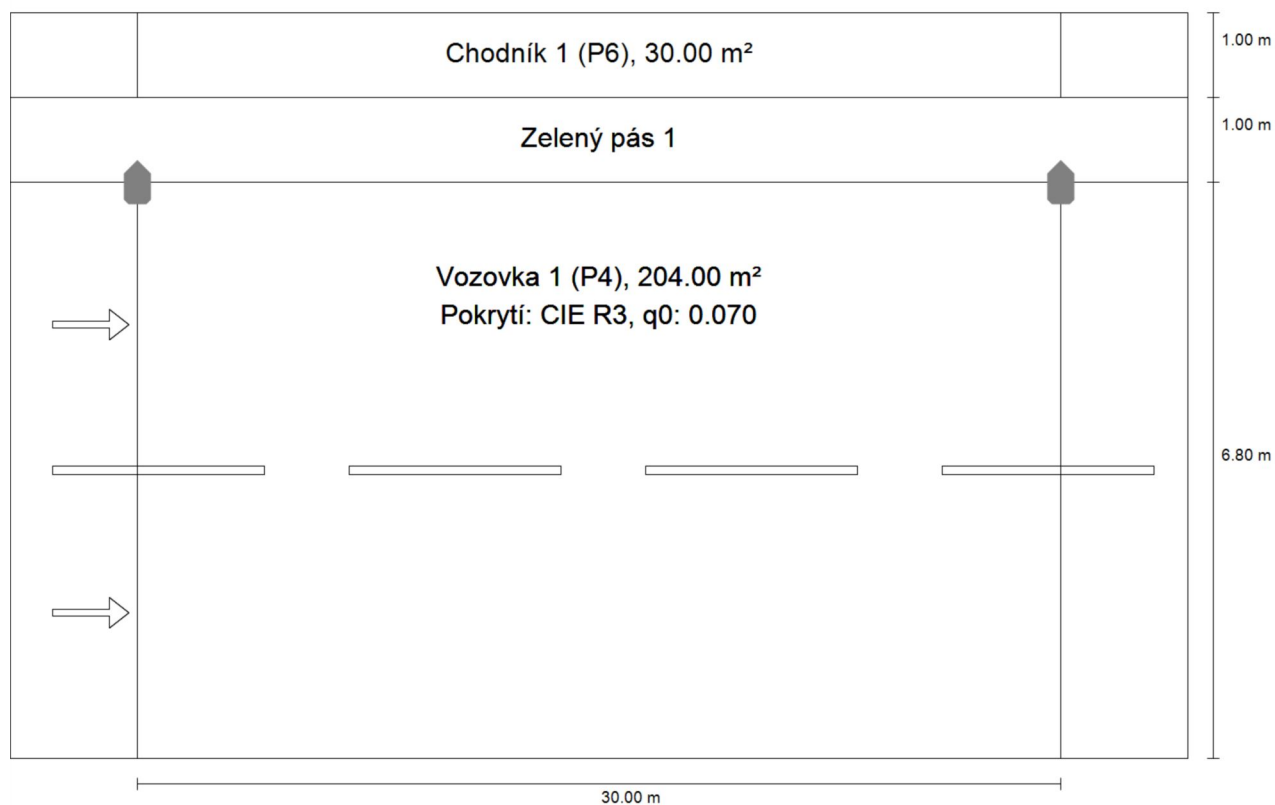 Chodník 1 (P6), 30.00 m²
1.00 m
Zelený pás 1
1.00 m
Vozovka 1 (P4), 204.00 m²
Pokrytí: CIE R3, q0: 0.070
6.80 m
30.00 m